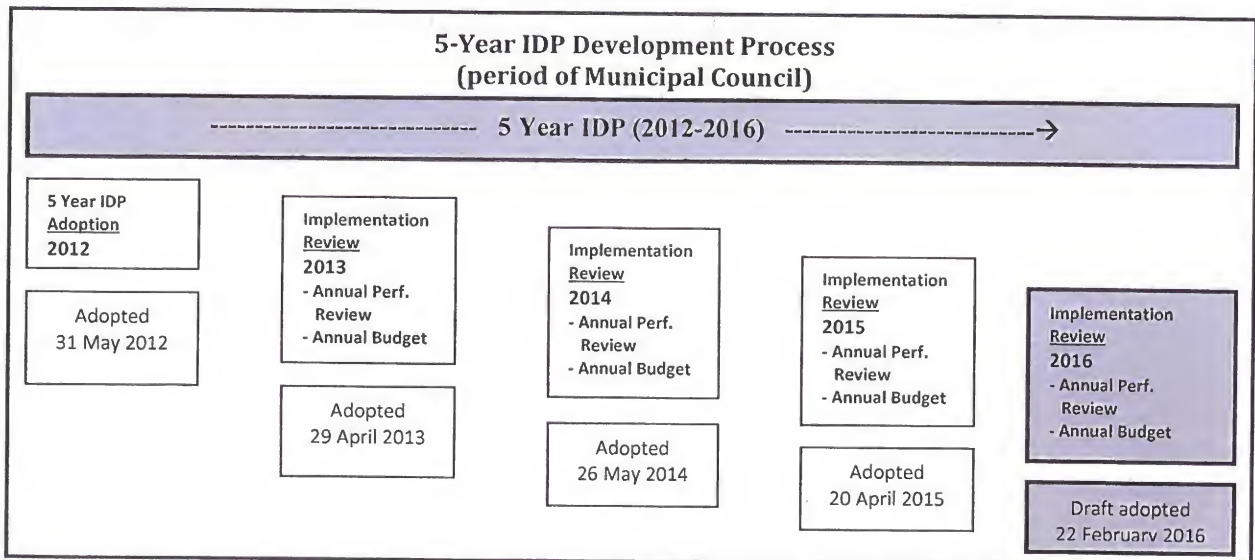 5-Year IDP Development Process
(period of Municipal Council)
----------------------------- 5 Year IDP (2012-2016) --------------------------->
5 Year IDP
Adoption
2012
Adopted
31 May 2012
Implementation
Review
2013
- Annual Perf.
Review
- Annual Budget
Adopted
29 April 2013
Implementation
Review
2014
- Annual Perf.
Review
- Annual Budget
Adopted
26 May 2014
Implementation
Review
2015
- Annual Perf.
Review
- Annual Budget
Adopted
20 April 2015
Implementation
Review
2016
- Annual Perf.
Review
- Annual Budget
Draft adopted
22 February 2016